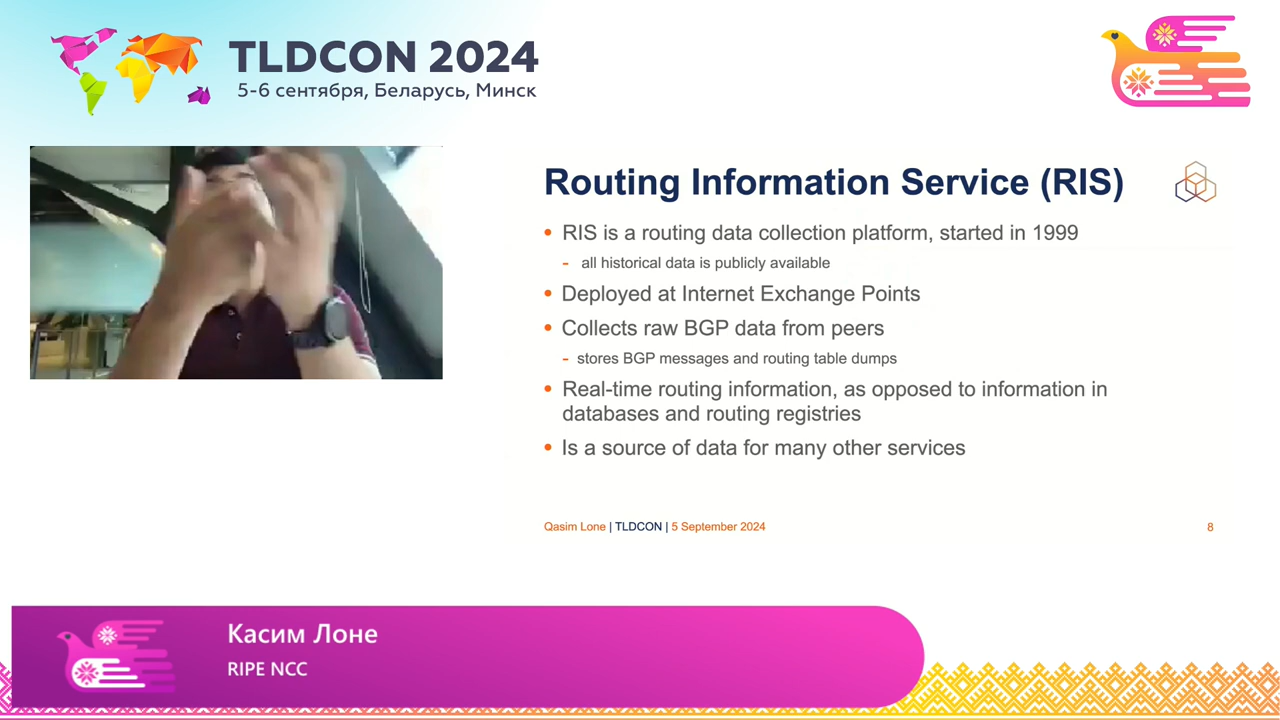 TLDCON 2024
5-6 сентября, Беларусь, Минск
Routing Information Service (RIS)
• RIS is a routing data collection platform, started in 1999
- all historical data is publicly available
• Deployed at Internet Exchange Points
• Collects raw BGP data from peers
- stores BGP messages and routing table dumps
• Real-time routing information, as opposed to information in
databases and routing registries
• Is a source of data for many other services
Qasim Lone | TLDCON | 5 September 2024
8
Касим Лоне
RIPE NCC